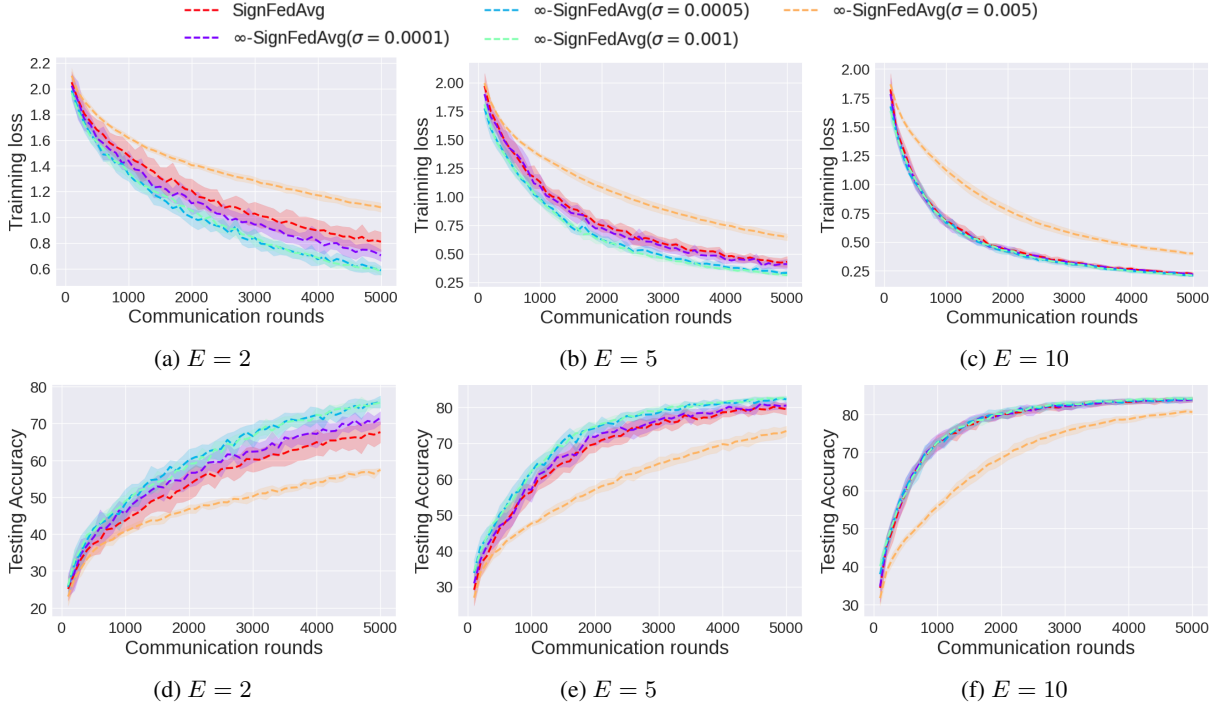 SignFedAvg
∞-SignFedAvg(σ = 0.0005)
∞-SignFedAvg(σ = 0.005)
∞-SignFedAvg(σ = 0.0001)
∞-SignFedAvg(σ = 0.001)
2.2
2.0
1.8
1.6
1.4
1.2
1.0
0.8
0.6
Trainning loss
0 1000 2000 3000 4000 5000
Communication rounds
(a) E = 2
2.00
1.75
1.50
1.25
1.00
0.75
0.50
0.25
Trainning loss
0 1000 2000 3000 4000 5000
Communication rounds
(b) E = 5
2.00
1.75
1.50
1.25
1.00
0.75
0.50
0.25
Trainning loss
0 1000 2000 3000 4000 5000
Communication rounds
(c) E = 10
80
70
60
50
40
30
20
Testing Accuracy
0 1000 2000 3000 4000 5000
Communication rounds
(d) E = 2
80
70
60
50
40
30
Testing Accuracy
0 1000 2000 3000 4000 5000
Communication rounds
(e) E = 5
80
70
60
50
40
30
Testing Accuracy
0 1000 2000 3000 4000 5000
Communication rounds
(f) E = 10